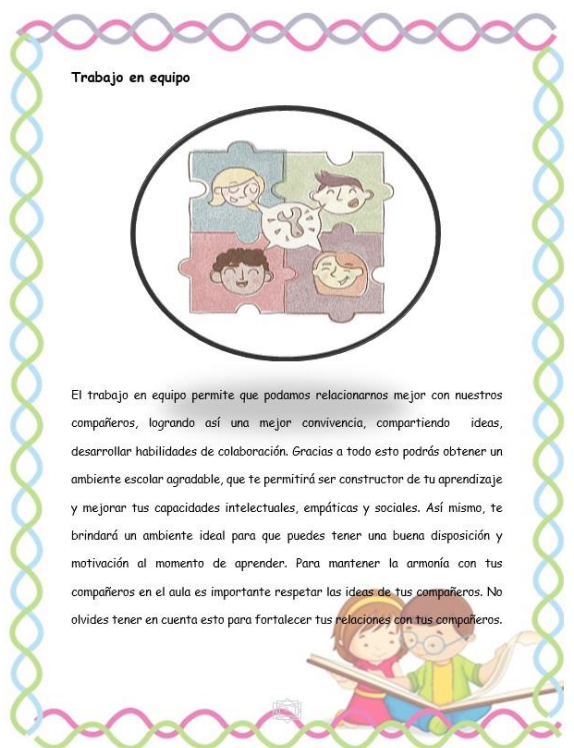 Trabajo en equipo
El trabajo en equipo permite que podamos relacionarnos mejor con nuestros
compañeros, logrando así una mejor convivencia, compartiendo ideas,
desarrollar habilidades de colaboración. Gracias a todo esto podrás obtener un
ambiente escolar agradable, que te permitirá ser constructor de tu aprendizaje
y mejorar tus capacidades intelectuales, empáticas y sociales. Así mismo, te
brindará un ambiente ideal para que puedes tener una buena disposición y
motivación al momento de aprender. Para mantener la armonía con tus
compañeros en el aula es importante respetar las ideas de tus compañeros. No
olvides tener en cuenta esto para fortalecer tus relaciones con tus compañeros.